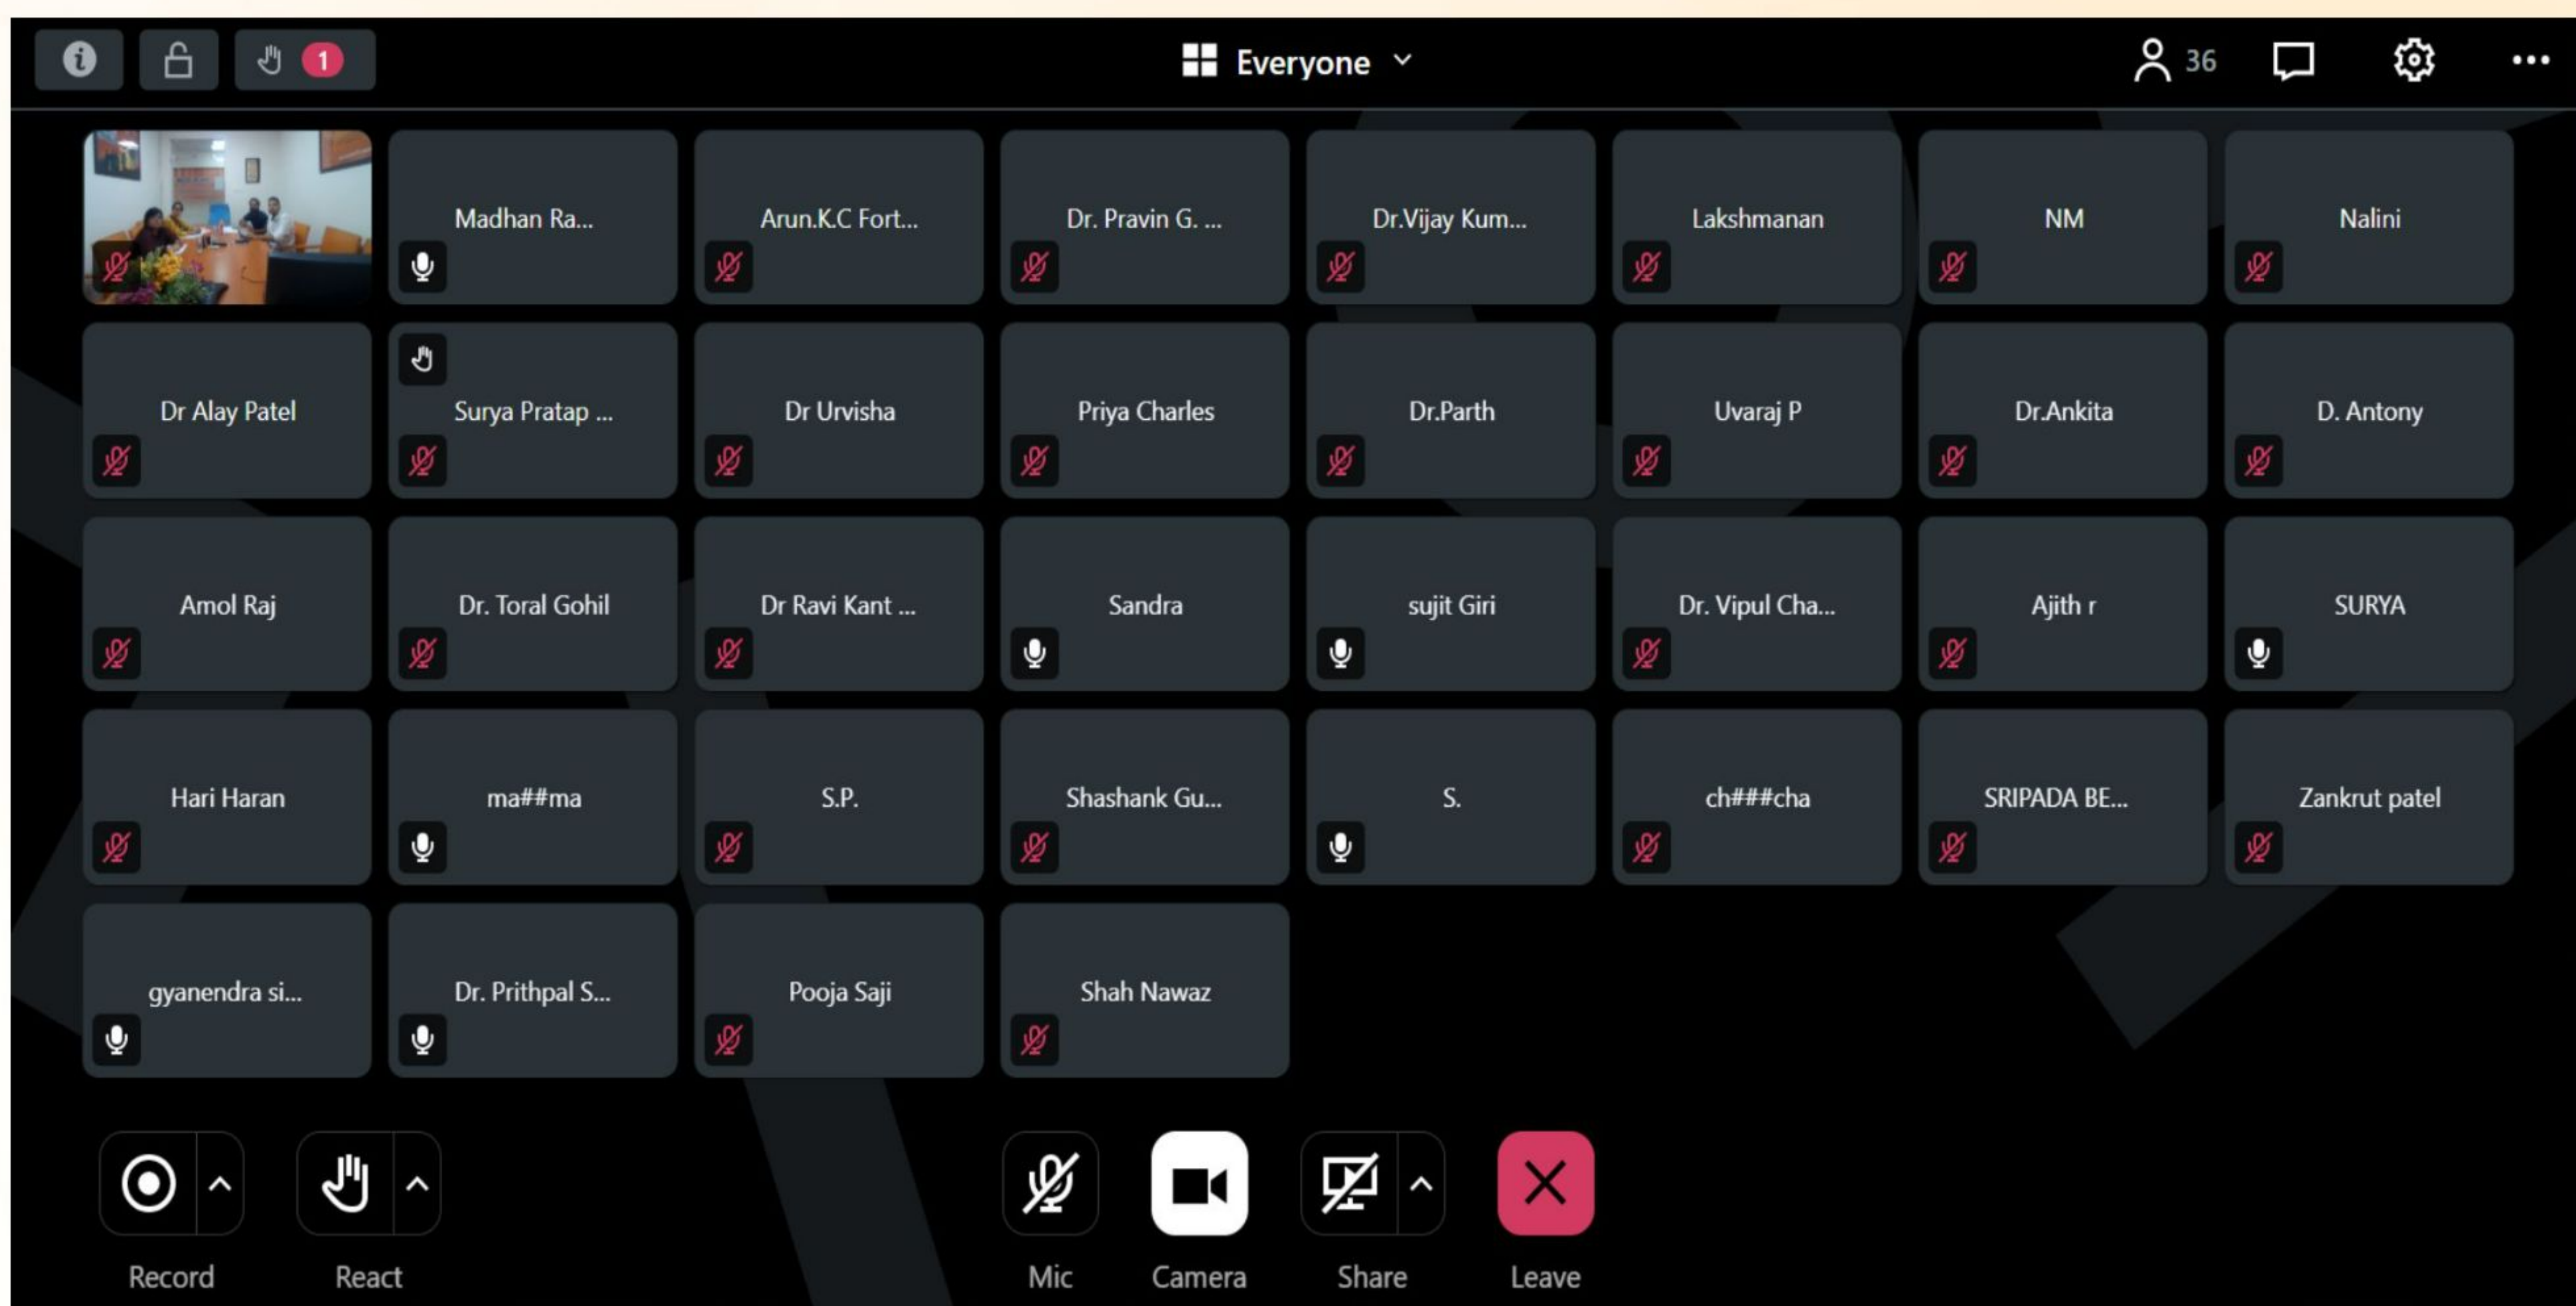 1
Everyone
36
Madhan Ra...
Arun.K.C Fort...
Dr. Pravin G. ...
Dr.Vijay Kum...
Lakshmanan
NM
Nalini
Dr Alay Patel
Surya Pratap ...
Dr Urvisha
Priya Charles
Dr.Parth
Uvaraj P
Dr.Ankita
D. Antony
Amol Raj
Dr. Toral Gohil
Dr Ravi Kant ...
Sandra
sujit Giri
Dr. Vipul Cha...
Ajith r
SURYA
Hari Haran
ma##ma
S.P.
Shashank Gu...
S.
ch###cha
SRIPADA BE...
Zankrut patel
gyanendra si...
Dr. Prithpal S...
Pooja Saji
Shah Nawaz
Record
React
Mic
Camera
Share
Leave